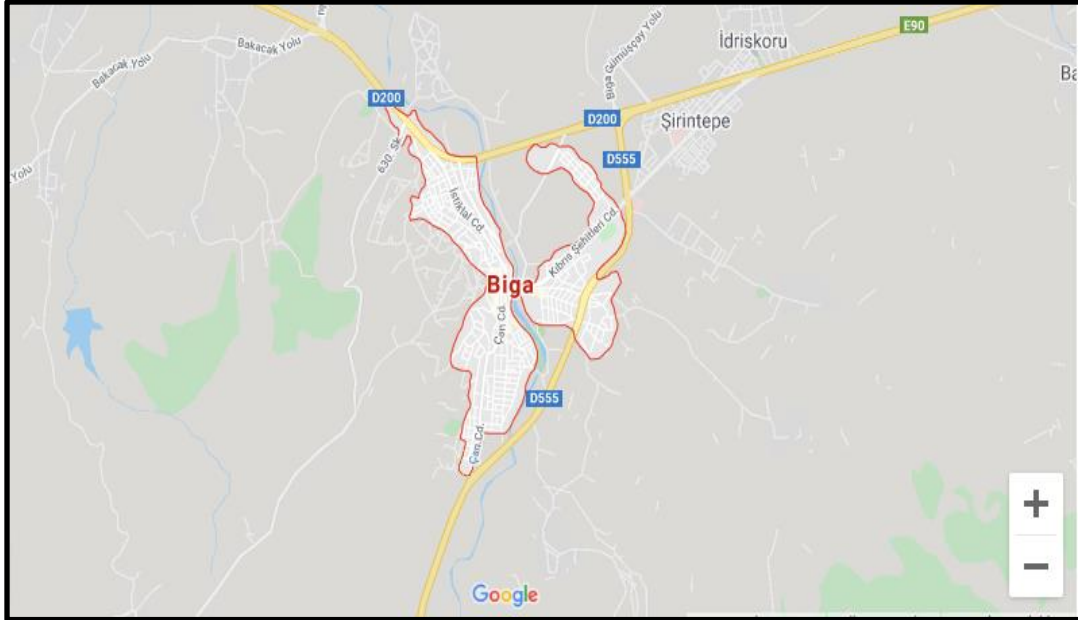 Bakacak Yolu
Bakacak Yolu
D200
630. Sk
İstiklal Cd.
Biga
Çan Cd.
Çan Cd.
D555
Kıbrıs Şehitleri Cd.
D200
D555
Biga Gümüşçay Yolu
İdriskoru
Şirintepe
E90
Google
+
−